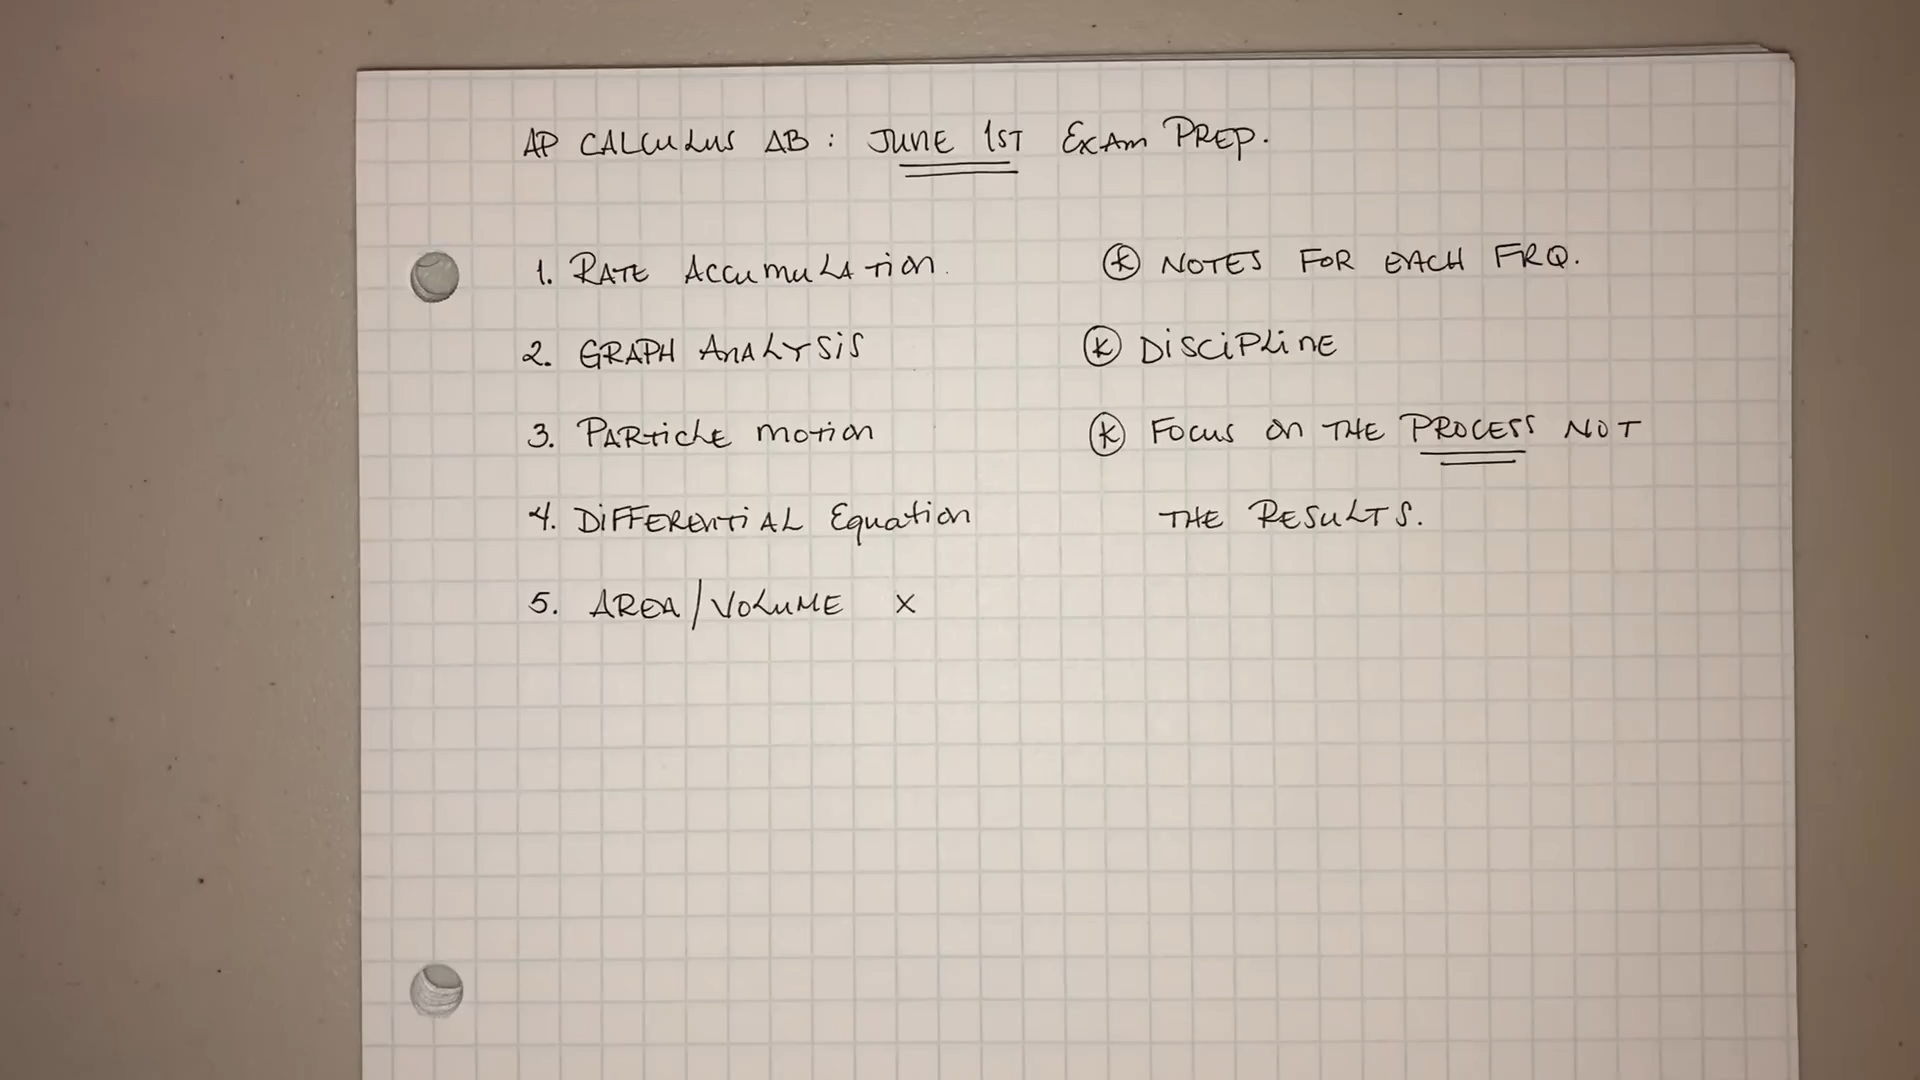 AP CALCULUS AB: JUNE 1ST EXAM PREP.
1. RATE ACCUMULATION.
2. GRAPH ANALYSIS
3. PARTICLE MOTION
4. DIFFERENTIAL Equation
5. AREA/VOLUME X
NOTES FOR EACH FRQ.
DISCIPLINE
FOCUS ON THE PROCESS NOT
THE RESULTS.